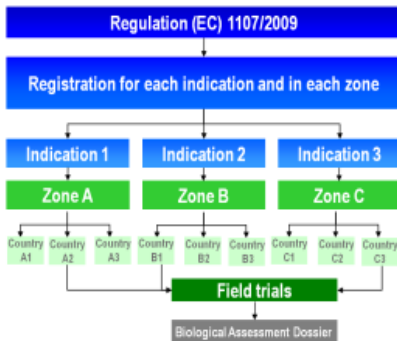 Regulation (EC) 1107/2009
Registration for each indication and in each zone
Indication 1 Indication 2 Indication 3
Zone A Zone B Zone C
Country Country Country Country Country Country Country Country Country
A1 A2 A3 B1 B2 B3 C1 C2 C3
Field trials
Biological Assessment Dossier